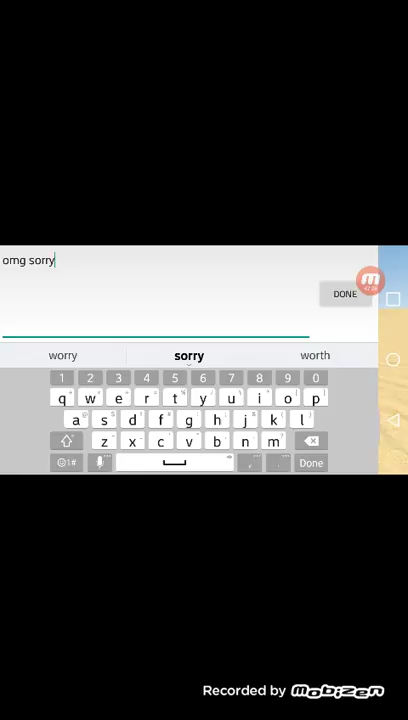 omg sorry
DONE
worry sorry worth
1 2 3 4 5 6 7 8 9 0
q w e r t y u i o p
a s d f g h j k l
z x c v b n m
1# Done
Recorded by Mobizen